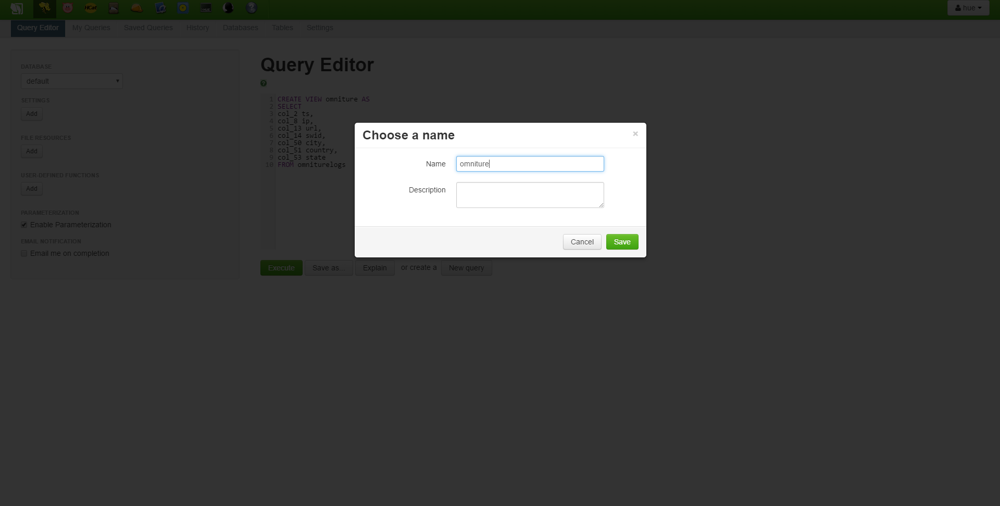 HCat
HUE
?
hue
Query Editor
My Queries
Saved Queries
History
Databases
Tables
Settings
DATABASE
default
SETTINGS
Add
FILE RESOURCES
Add
USER-DEFINED FUNCTIONS
Add
PARAMETERIZATION
Enable Parameterization
EMAIL NOTIFICATION
Email me on completion
Query Editor
?
1 CREATE VIEW omniture AS
2 SELECT
3 col_2 ts,
4 col_8 ip,
5 col_13 url,
6 col_14 swid,
7 col_50 city,
8 col_51 country,
9 col_53 state
10 FROM omniturelogs
Execute
Save as...
Explain
or create a
New query
Choose a name
×
Name
omniture
Description
Cancel
Save